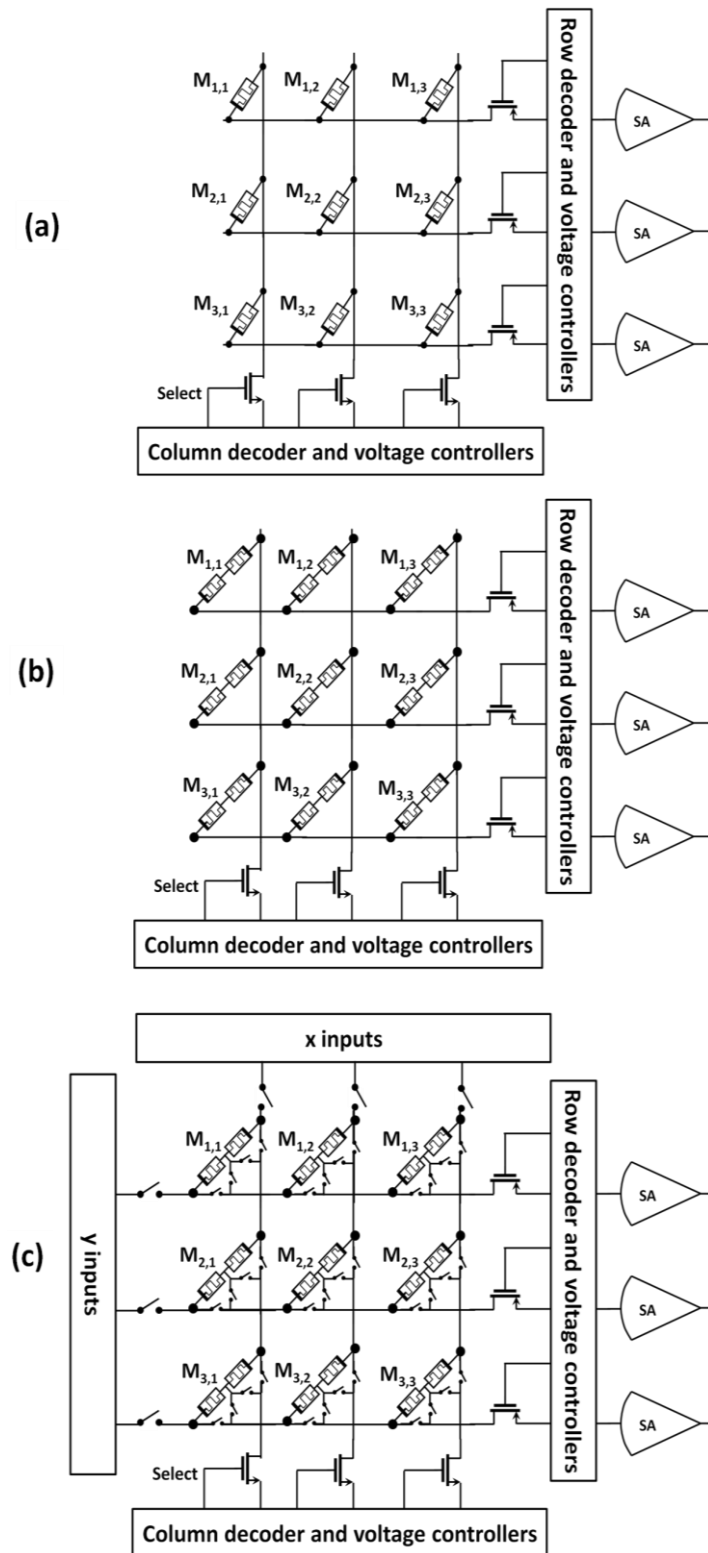 M1,1 M1,2 M1,3
SA
M2,1 M2,2 M2,3
SA
(a)
M3,1 M3,2 M3,3
SA
Row decoder and voltage controllers
Select
Column decoder and voltage controllers
M1,1 M1,2 M1,3
SA
M2,1 M2,2 M2,3
(b)
SA
M3,1 M3,2 M3,3
SA
Row decoder and voltage controllers
Select
Column decoder and voltage controllers
x inputs
M1,1 M1,2 M1,3
SA
y inputs
(c)
M2,1 M2,2 M2,3
SA
M3,1 M3,2 M3,3
SA
Row decoder and voltage controllers
Select
Column decoder and voltage controllers